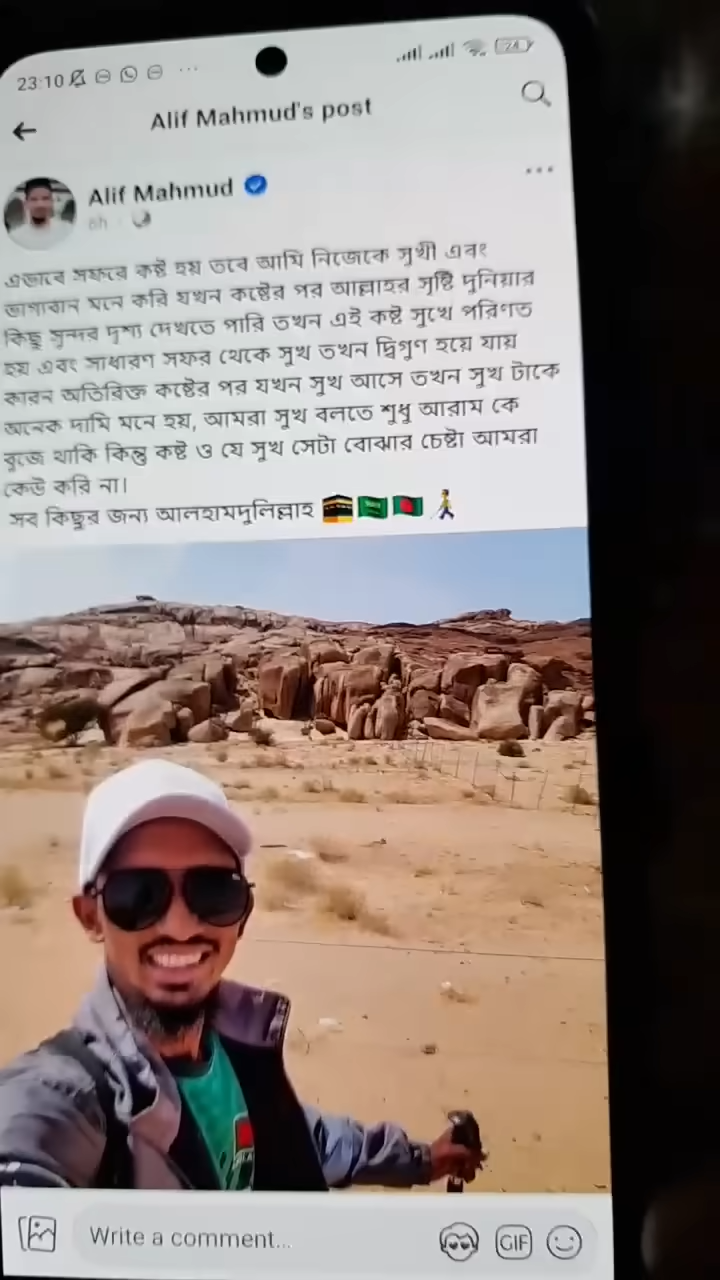 23:10
24
Alif Mahmud's post
Alif Mahmud
6h
এভাবে সফরে কষ্ট হয় তবে আমি নিজেকে সুখী এবং
ভাগ্যবান মনে করি যখন কষ্টের পর আল্লাহর সৃষ্টি দুনিয়ার
কিছু সুন্দর দৃশ্য দেখতে পারি তখন এই কষ্ট সুখে পরিণত
হয় এবং সাধারণ সফর থেকে সুখ তখন দ্বিগুণ হয়ে যায়
কারন অতিরিক্ত কষ্টের পর যখন সুখ আসে তখন সুখ টাকে
অনেক দামি মনে হয়, আমরা সুখ বলতে শুধু আরাম কে
বুজে থাকি কিন্তু কষ্ট ও যে সুখ সেটা বোঝার চেষ্টা আমরা
কেউ করি না।
সব কিছুর জন্য আলহামদুলিল্লাহ
Write a comment...
GIF